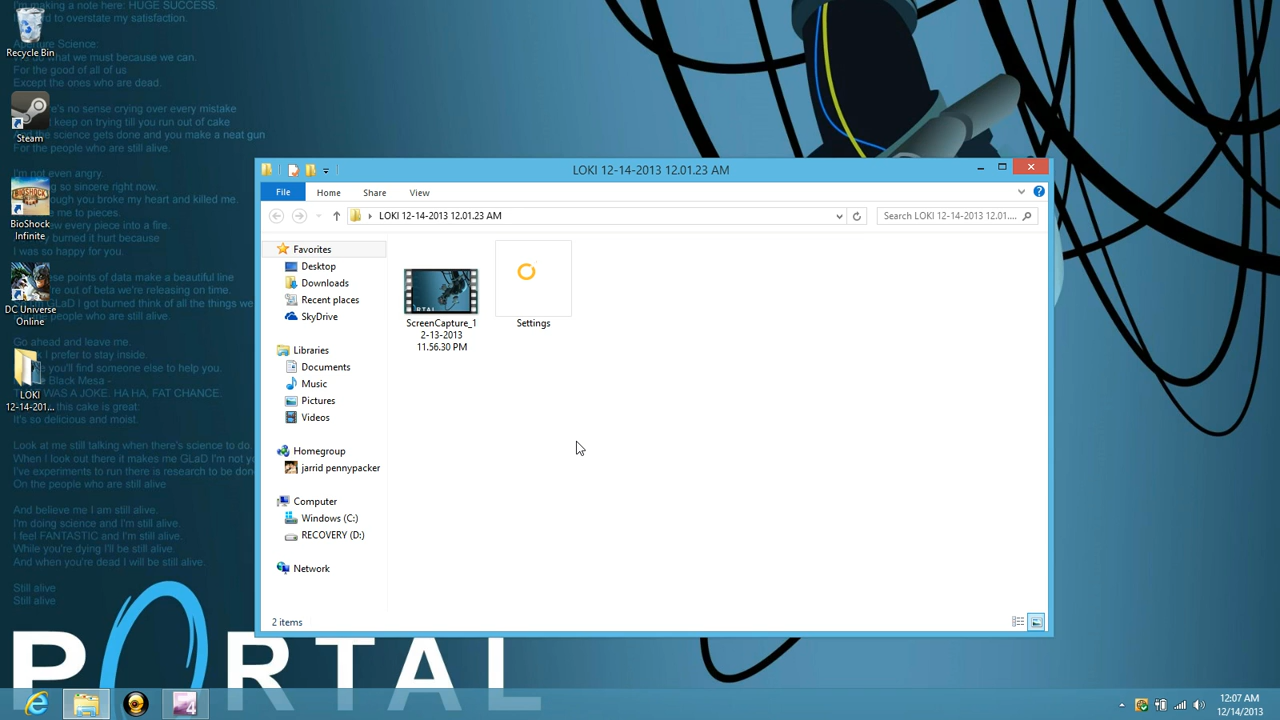 I'm making a note here: HUGE SUCCESS.
to overstate my satisfaction.
Recycle Bin
Aperture Science:
what we must because we can.
For the good of all of us
Except the ones who are dead.
no sense crying over every mistake
keep on trying till you run out of cake
the science gets done and you make a neat gun
For the people who are still alive.
Steam
I'm not even angry.
so sincere right now.
you broke my heart and killed me.
me to pieces.
every piece into a fire.
burned it hurt because
I was so happy for you.
BioShock
Infinite
points of data make a beautiful line
out of beta we're releasing on time.
GLaD I got burned think of all the things we
the people who are still alive.
DC Universe
Online
Go ahead and leave me.
I prefer to stay inside.
you'll find someone else to help you.
Black Mesa -
WAS A JOKE. HA HA, FAT CHANCE.
this cake is great:
It's so delicious and moist.
LOKI
12-14-201...
Look at me still talking when there's science to do.
When I look out there it makes me GLaD I'm not
I've experiments to run there is research to be
On the people who are still alive
And believe me I am still alive.
I'm doing science and I'm still alive.
I feel FANTASTIC and I'm still alive.
While you're dying I'll be still alive.
And when you're dead I will be still alive.
Still alive
Still alive
PORTAL
LOKI 12-14-2013 12.01.23 AM
File Home Share View
LOKI 12-14-2013 12.01.23 AM
Search LOKI 12-14-2013 12.01....
Favorites
Desktop
Downloads
Recent places
SkyDrive
Libraries
Documents
Music
Pictures
Videos
Homegroup
jarrid pennypacker
Computer
Windows (C:)
RECOVERY (D:)
Network
ScreenCapture_1
2-13-2013
11.56.30 PM
Settings
2 items
4
12:07 AM
12/14/2013